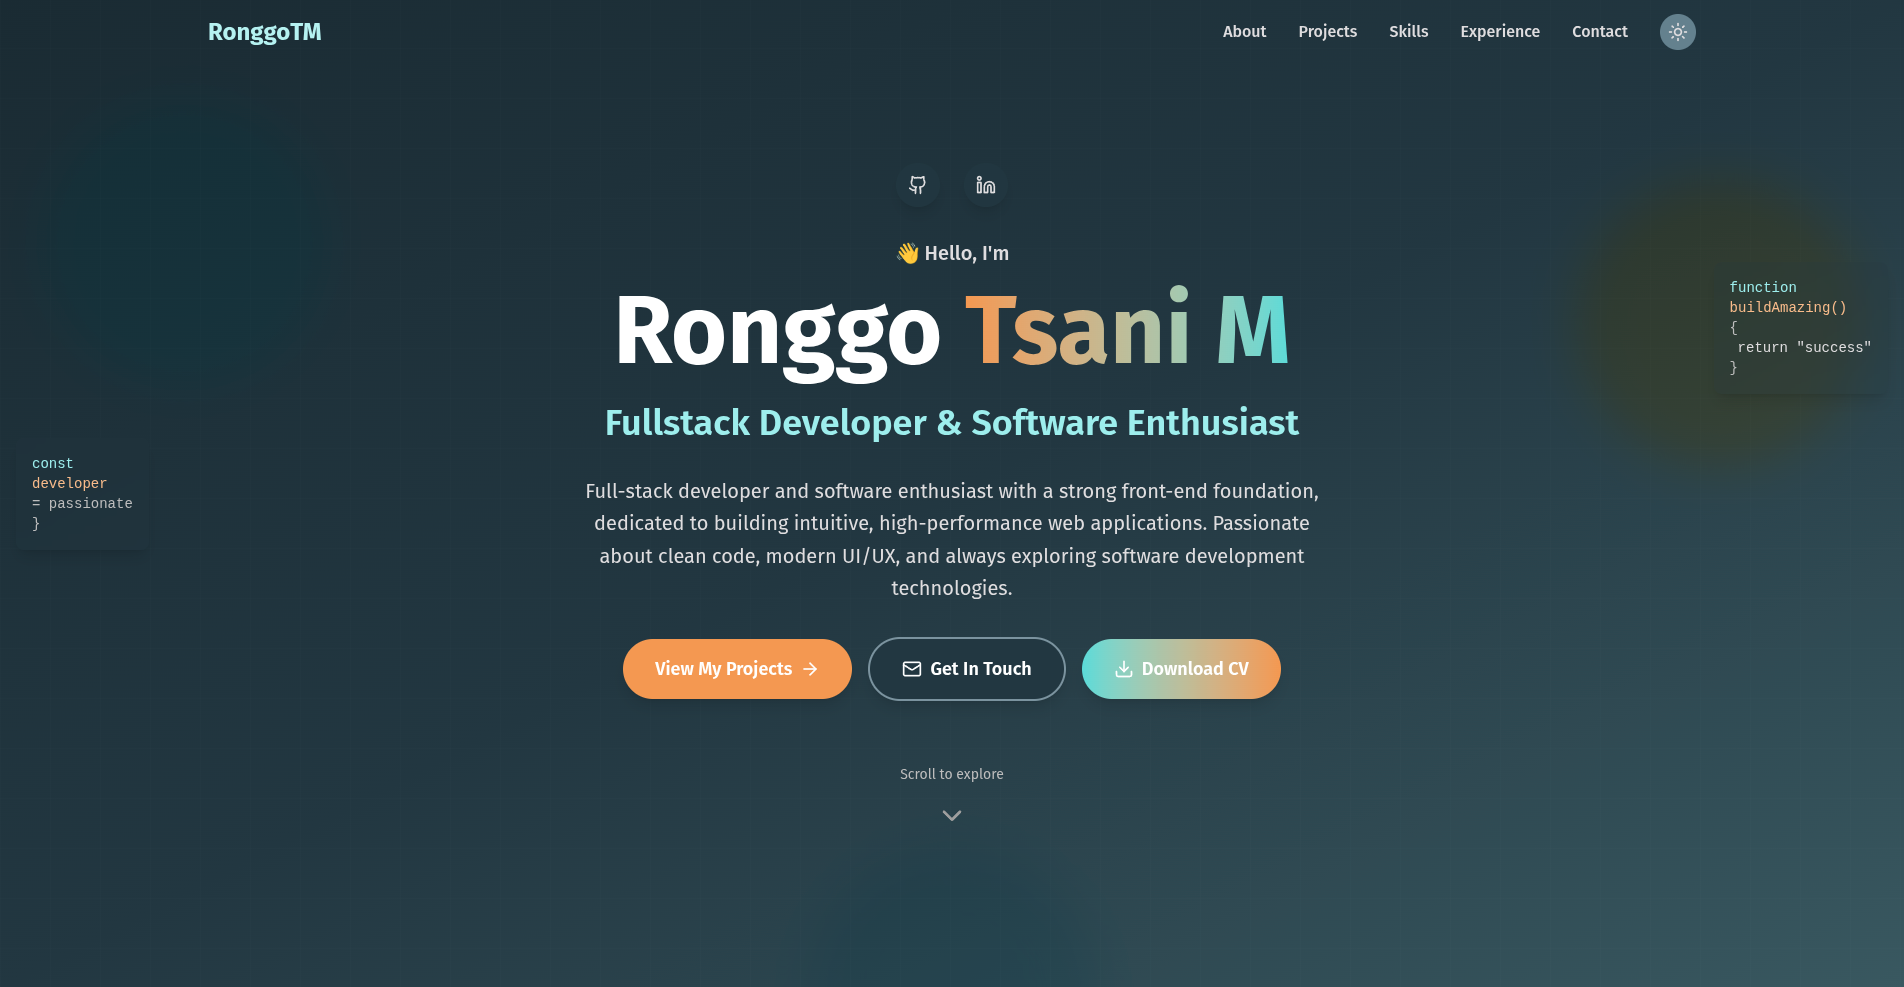 RonggoTM
About Projects Skills Experience Contact
👋 Hello, I'm
Ronggo Tsani M
Fullstack Developer & Software Enthusiast
Full-stack developer and software enthusiast with a strong front-end foundation,
dedicated to building intuitive, high-performance web applications. Passionate
about clean code, modern UI/UX, and always exploring software development
technologies.
View My Projects
Get In Touch
Download CV
Scroll to explore
const
developer
= passionate
}
function
buildAmazing()
{
return "success"
}